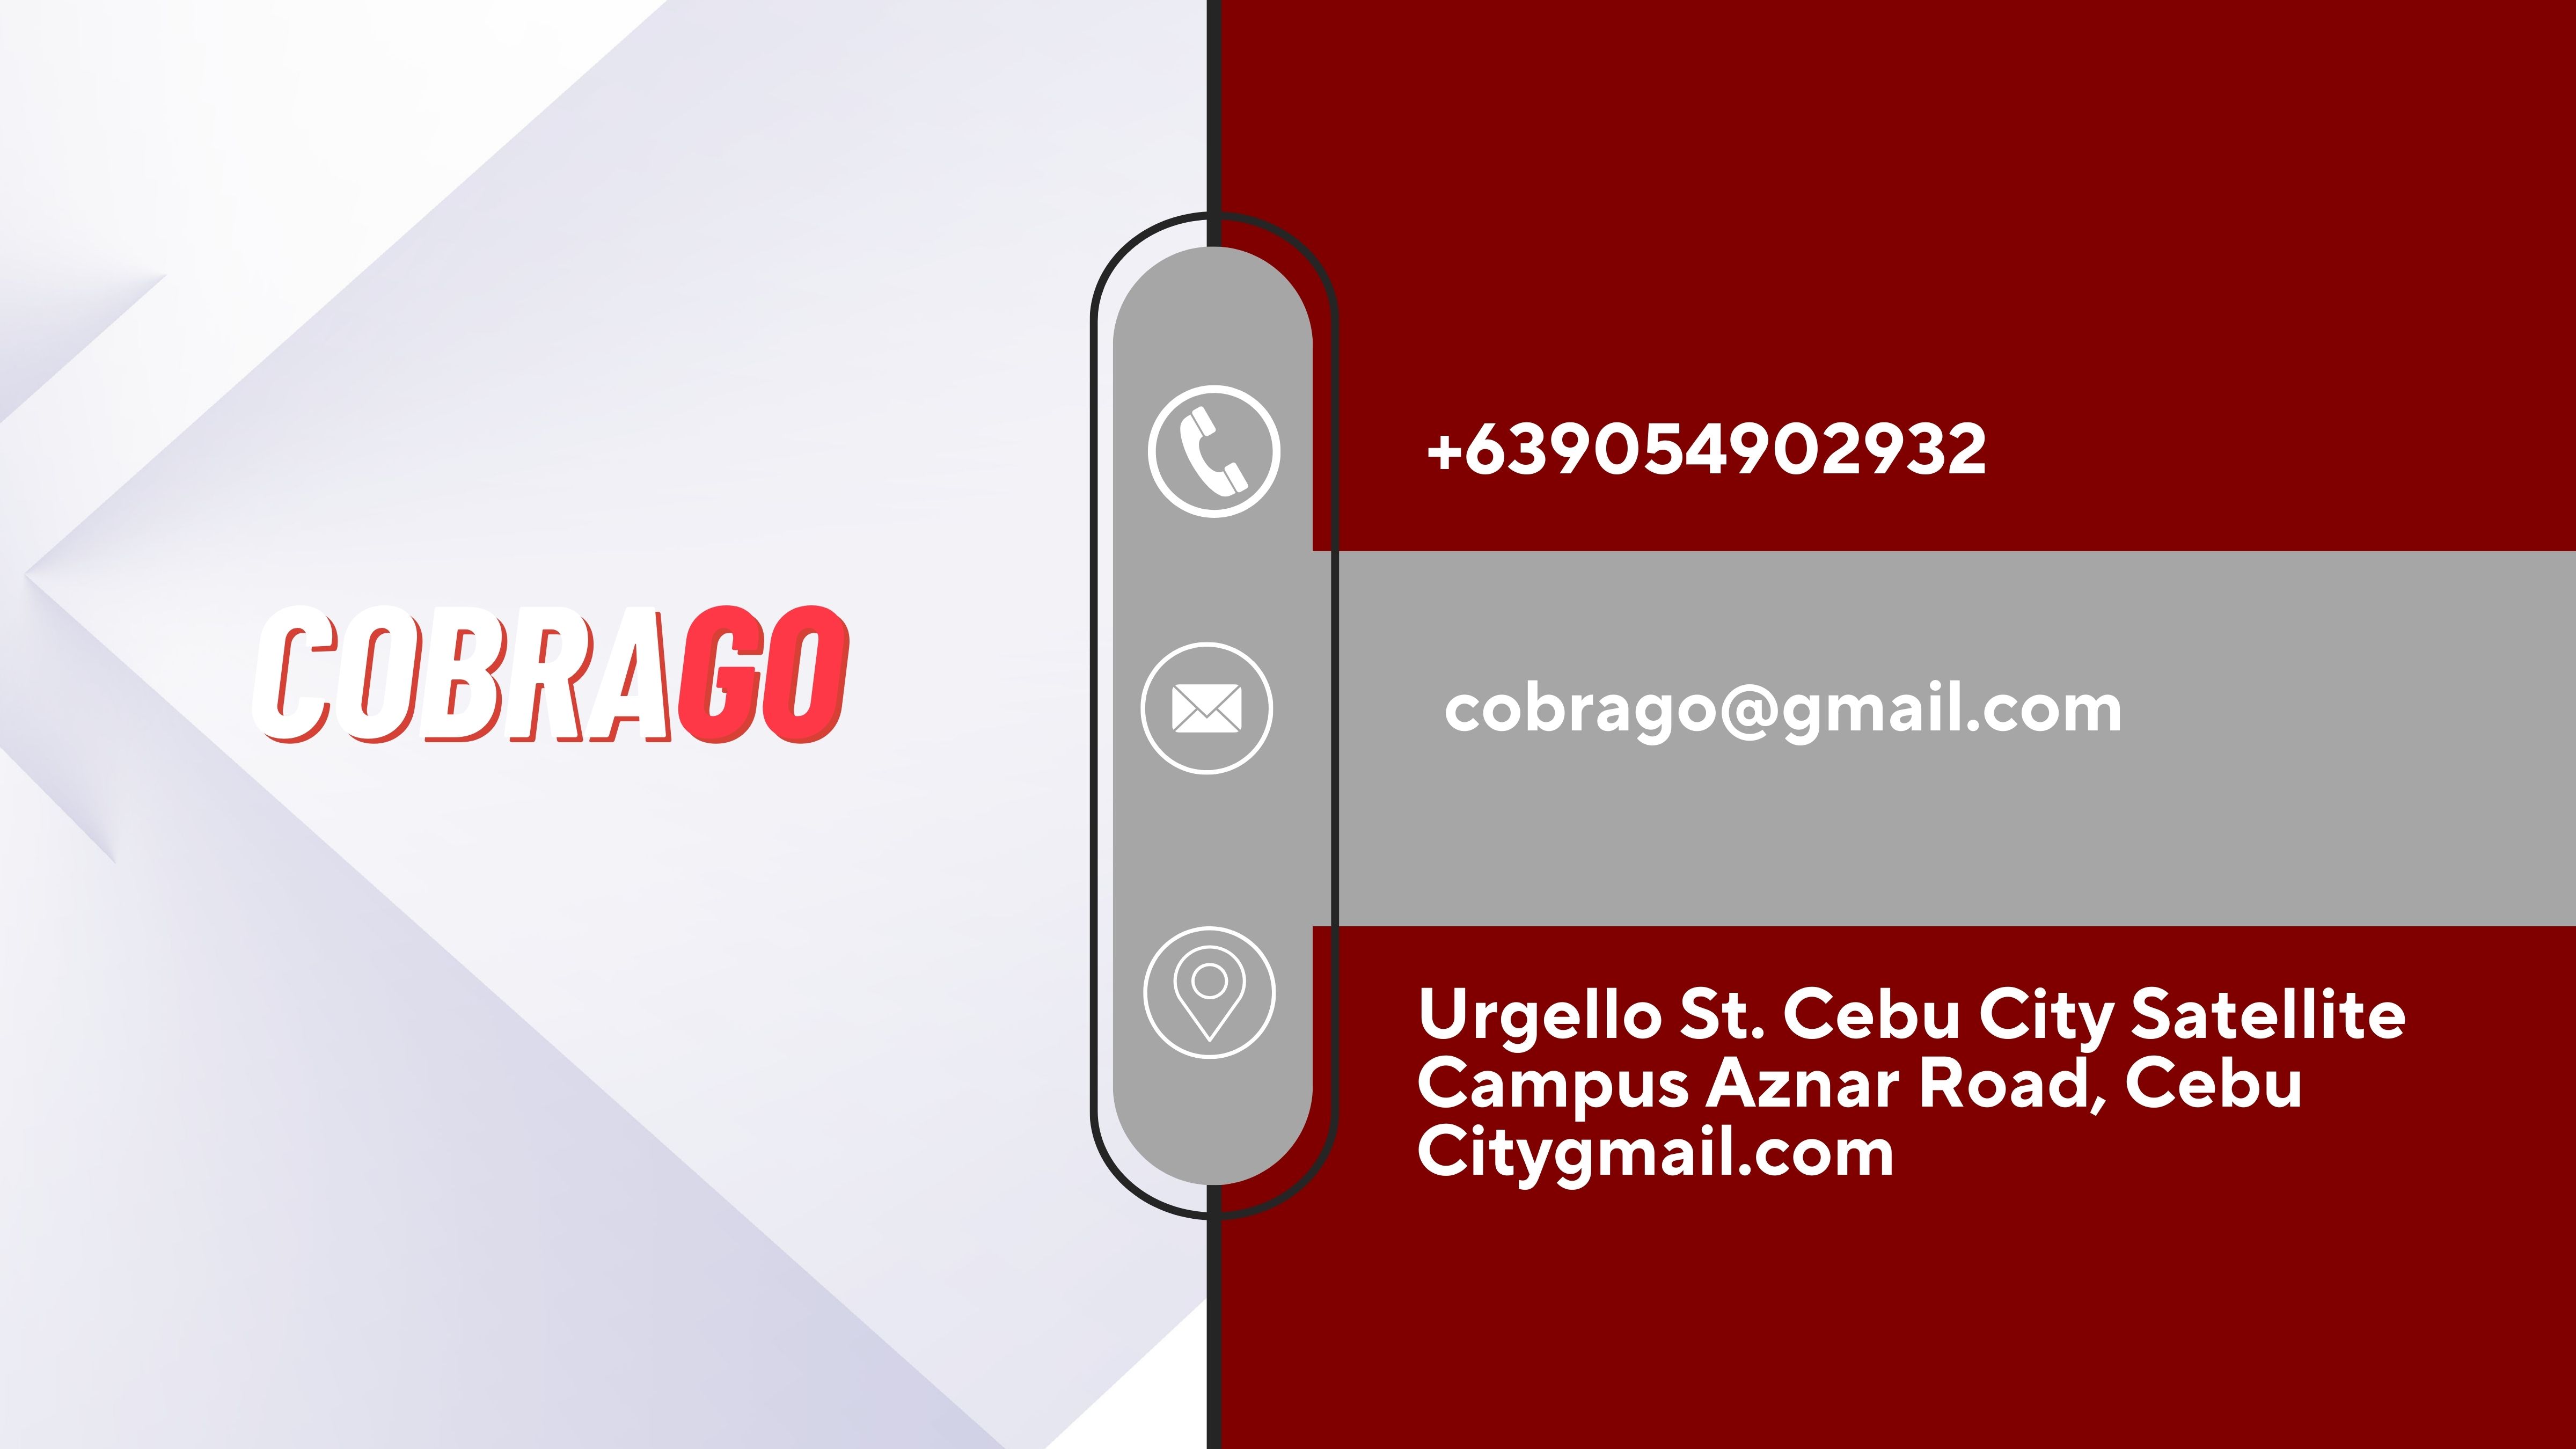 COBRAGO
+639054902932
cobrago@gmail.com
Urgello St. Cebu City Satellite
Campus Aznar Road, Cebu
Citygmail.com